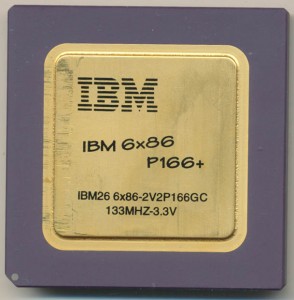 IBM
IBM 6x86
P166+
IBM26 6x86-2V2P166GC
133MHZ-3.3V